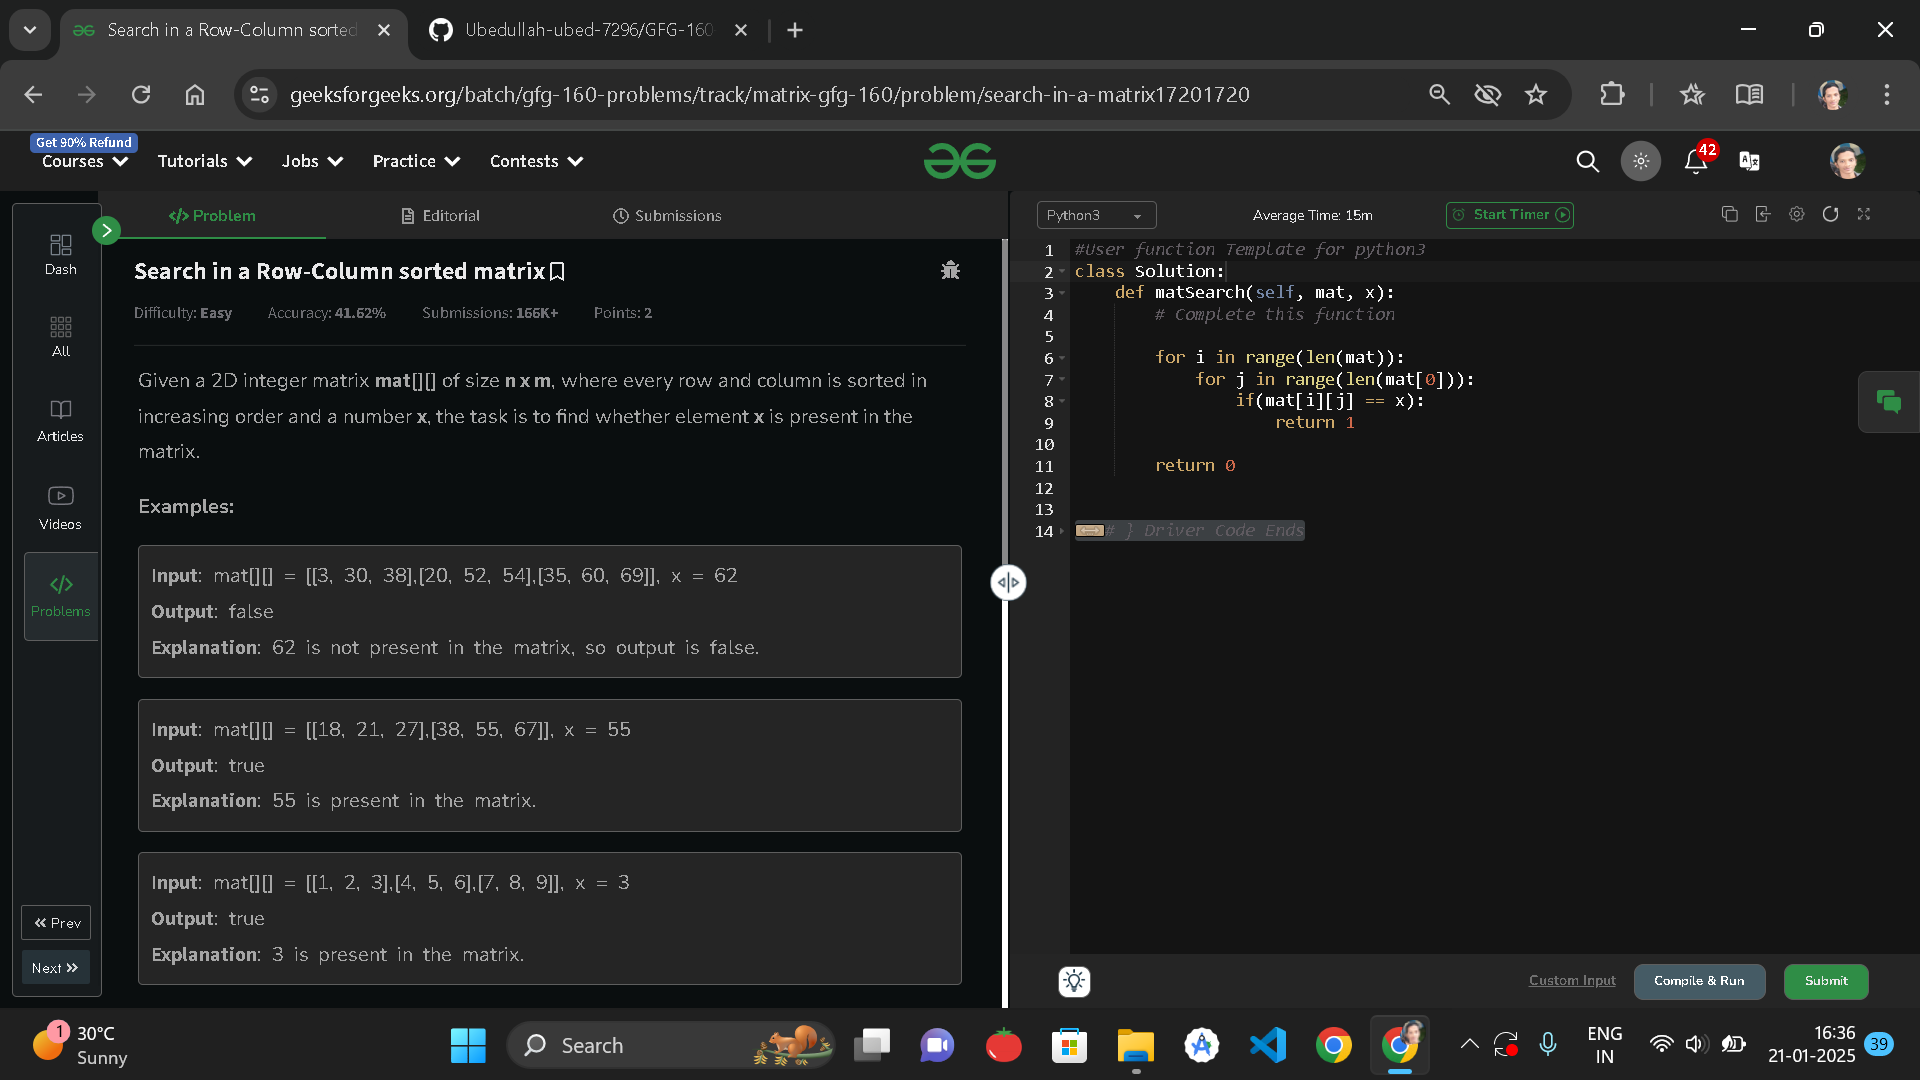 Search in a Row-Column sorted
Ubedullah-ubed-7296/GFG-160
geeksforgeeks.org/batch/gfg-160-problems/track/matrix-gfg-160/problem/search-in-a-matrix17201720
Get 90% Refund
Courses
Tutorials
Jobs
Practice
Contests
42
Dash
All
Articles
Videos
</>
Problems
Prev
Next
</> Problem
Editorial
Submissions
Search in a Row-Column sorted matrix
Difficulty: Easy
Accuracy: 41.62%
Submissions: 166K+
Points: 2
Given a 2D integer matrix mat[][] of size n x m, where every row and column is sorted in
increasing order and a number x, the task is to find whether element x is present in the
matrix.
Examples:
Input: mat[][] = [[3, 30, 38],[20, 52, 54],[35, 60, 69]], x = 62
Output: false
Explanation: 62 is not present in the matrix, so output is false.
Input: mat[][] = [[18, 21, 27],[38, 55, 67]], x = 55
Output: true
Explanation: 55 is present in the matrix.
Input: mat[][] = [[1, 2, 3],[4, 5, 6],[7, 8, 9]], x = 3
Output: true
Explanation: 3 is present in the matrix.
Python3
Average Time: 15m
Start Timer
1 #User function Template for python3
2 class Solution:
3 def matSearch(self, mat, x):
4 # Complete this function
5
6 for i in range(len(mat)):
7 for j in range(len(mat[0])):
8 if(mat[i][j] == x):
9 return 1
10
11 return 0
12
13
14 # } Driver Code Ends
Custom Input
Compile & Run
Submit
1
30°C
Sunny
Search
ENG
IN
16:36
21-01-2025
39